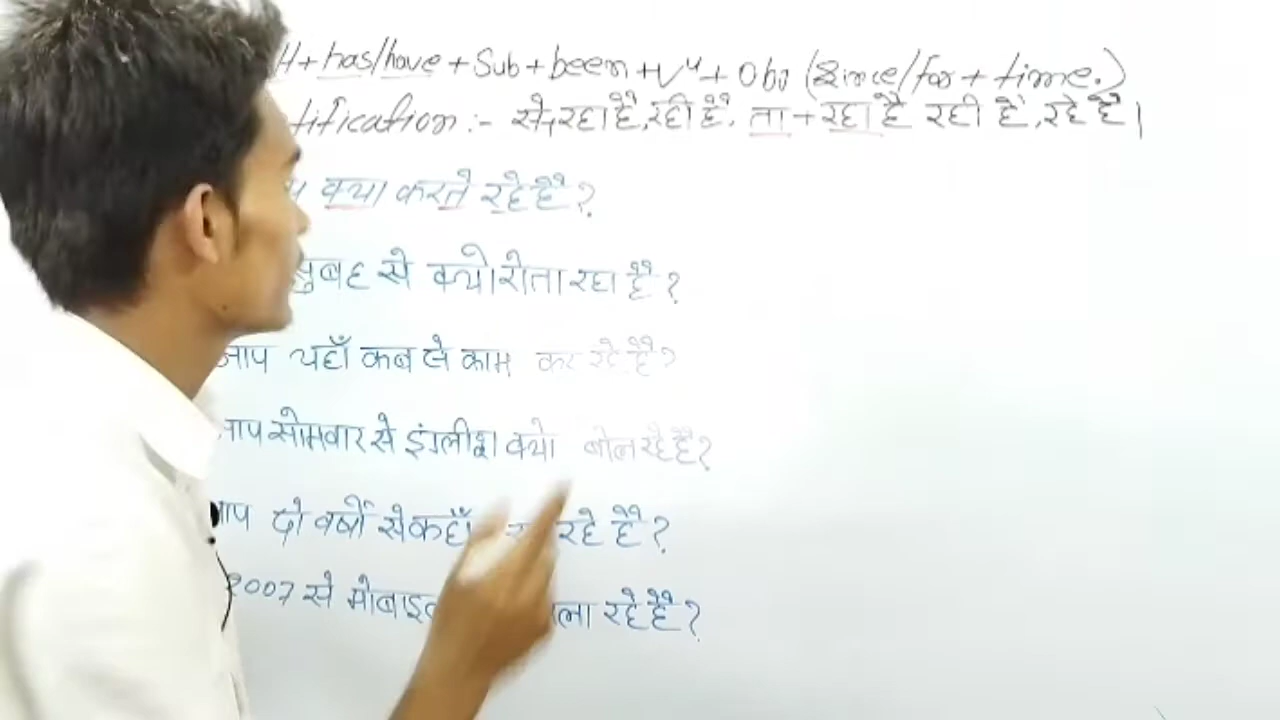 H + has/have + Sub + been + V⁴ + Obj (Since/for + time.)
tification :- से+रहा है, रही है, ता + रहा है रही है, रहे हैं।
क्या करते रहे हैं?
सुबह से क्यों रोता रहा है?
आप यहाँ कब से काम कर रहे हैं?
आप सोमवार से इंग्लीश क्यो बोल रहे हैं?
आप दो वर्षों से कहाँ रहे हैं?
2007 से रहे हैं?